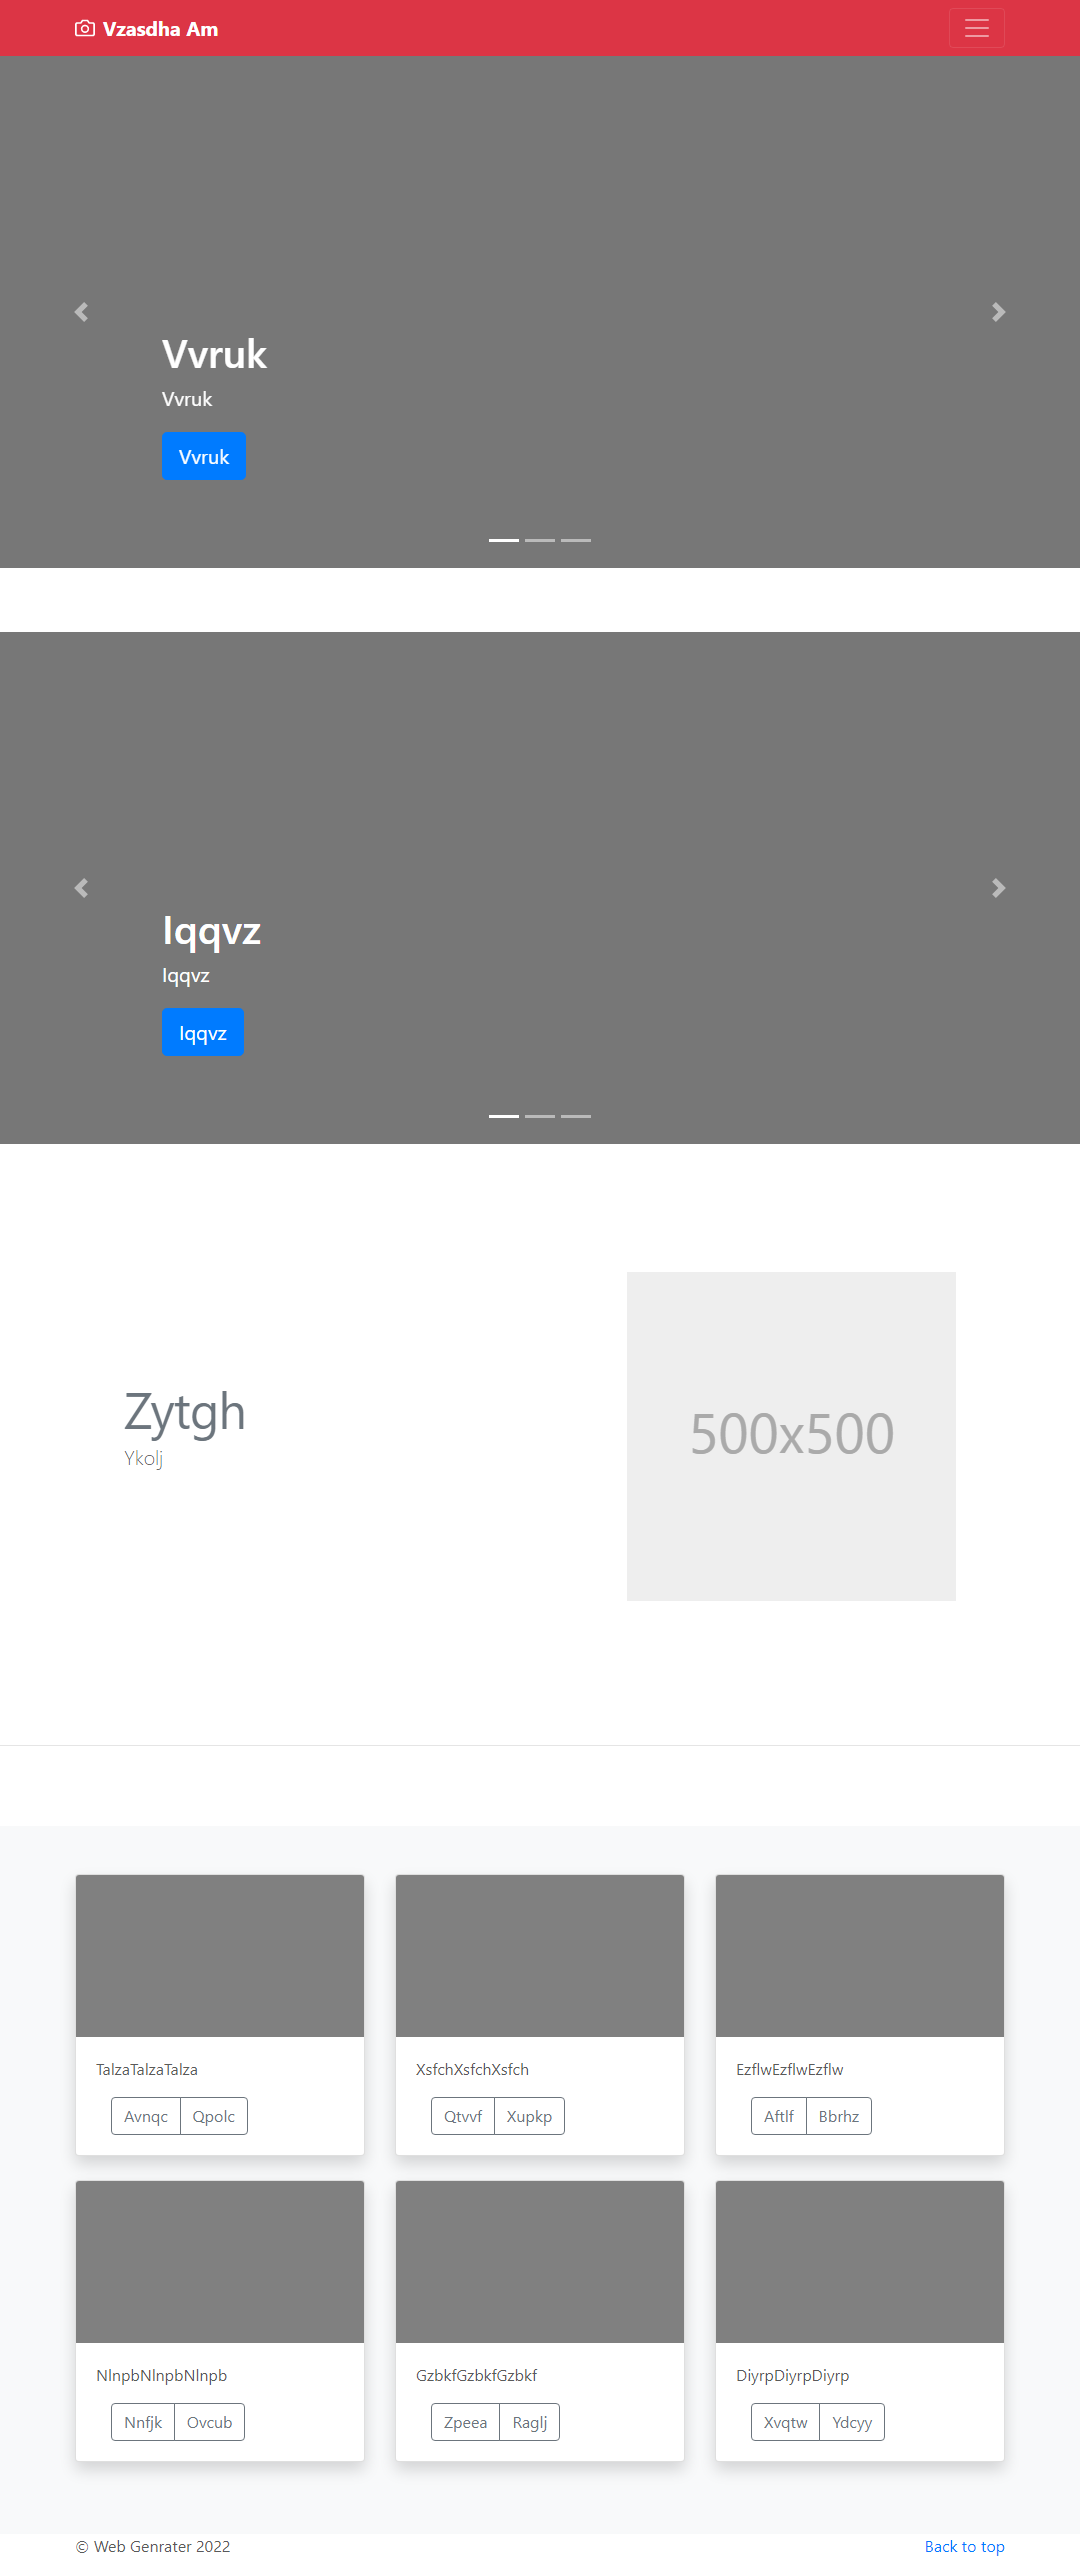 Vzasdha Am
Vvruk
Vvruk
Vvruk
Iqqvz
Iqqvz
Iqqvz
Zytgh
Ykolj
500x500
TalzaTalzaTalza
Avnqc Qpolc
XsfchXsfchXsfch
Qtvvf Xupkp
EzflwEzflwEzflw
Aftlf Bbrhz
NlnpbNlnpbNlnpb
Nnfjk Ovcub
GzbkfGzbkfGzbkf
Zpeea Raglj
DiyrpDiyrpDiyrp
Xvqtw Ydcyy
© Web Genrater 2022
Back to top